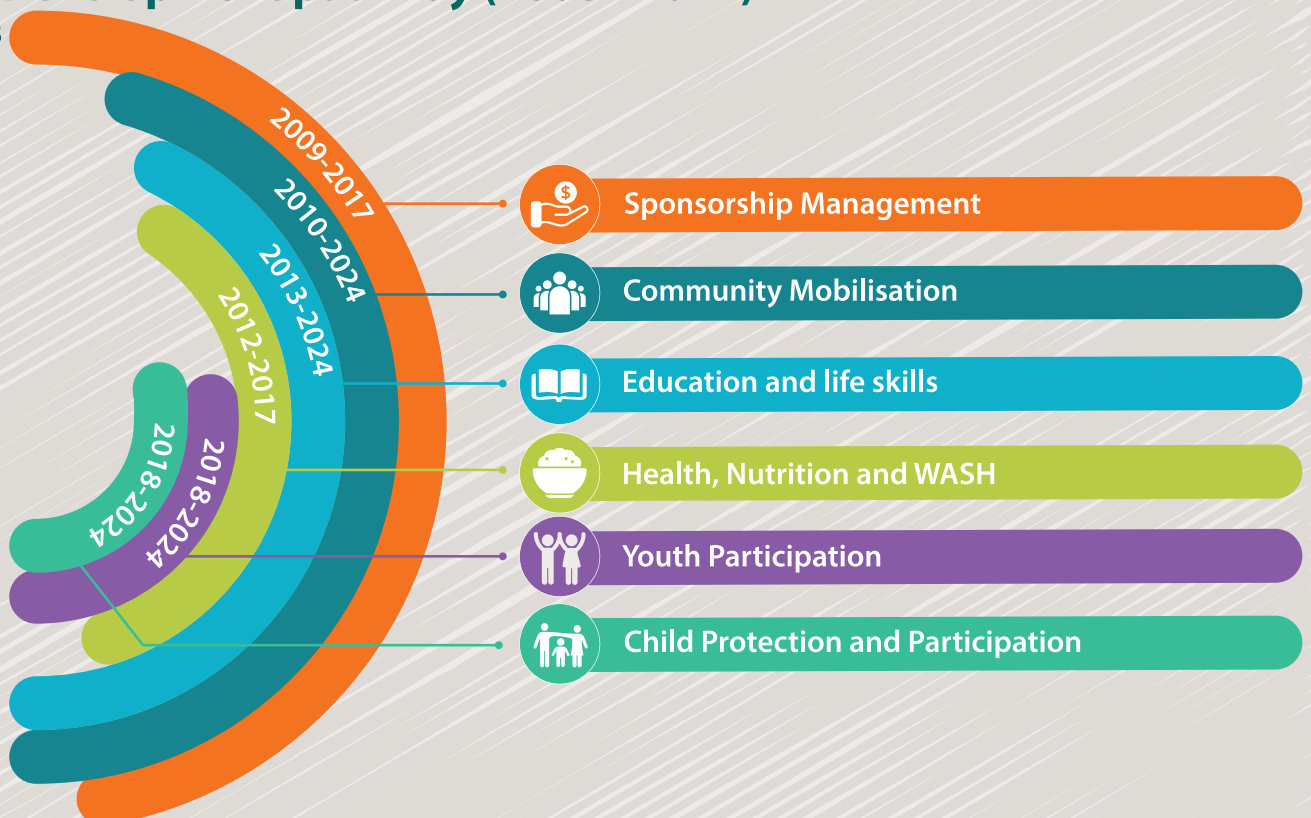 2009-2017
Sponsorship Management
2010-2024
Community Mobilisation
2013-2024
Education and life skills
2012-2017
Health, Nutrition and WASH
2018-2024
Youth Participation
2018-2024
Child Protection and Participation
$